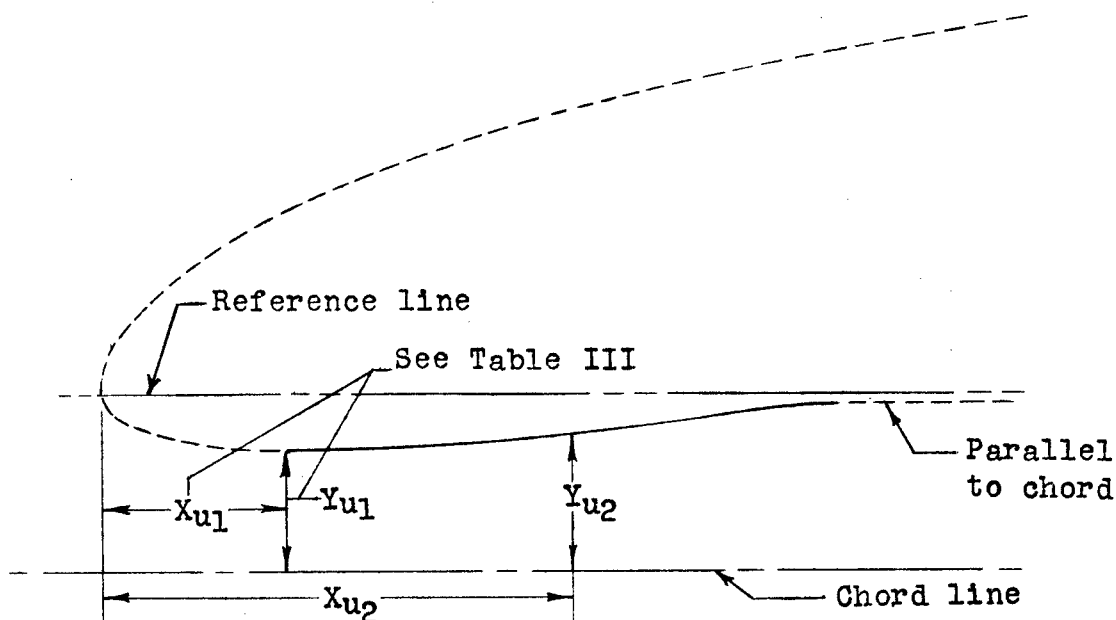 Reference line
See Table III
Parallel
to chord
Xu1
Yu1
Yu2
Xu2
Chord line